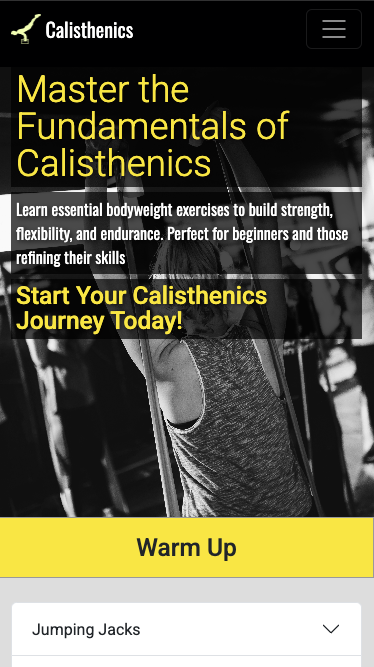 Calisthenics
Master the
Fundamentals of
Calisthenics
Learn essential bodyweight exercises to build strength,
flexibility, and endurance. Perfect for beginners and those
refining their skills
Start Your Calisthenics
Journey Today!
Warm Up
Jumping Jacks